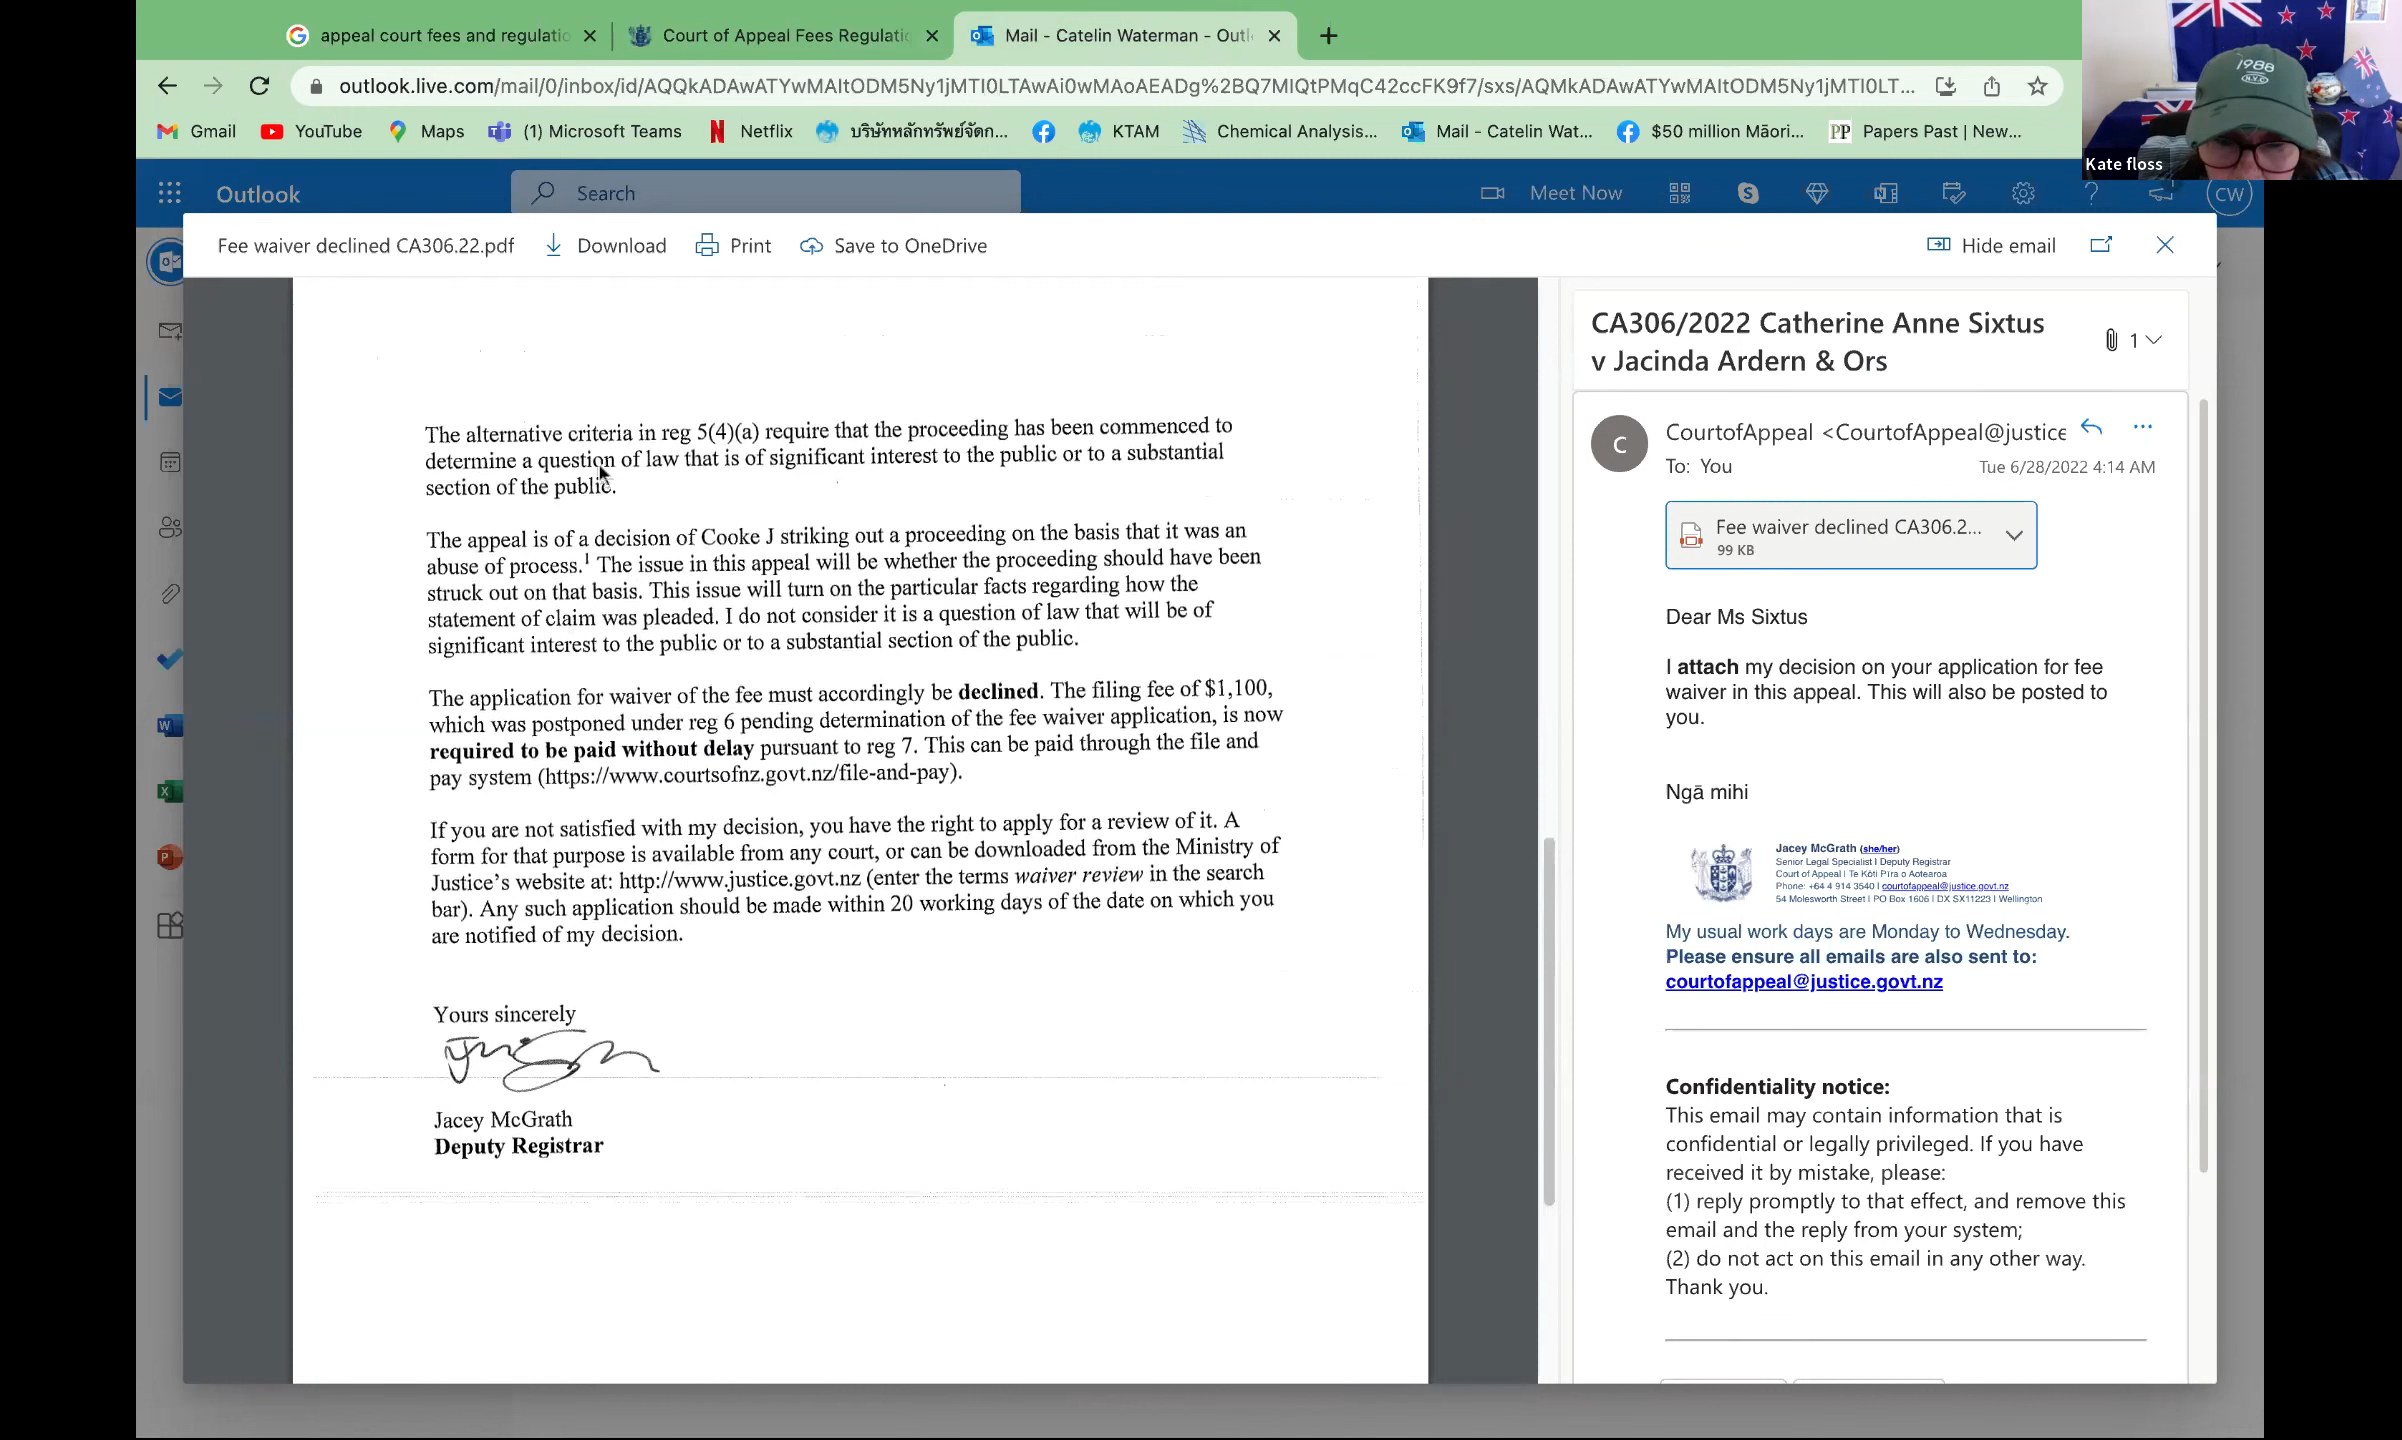 appeal court fees and regulatio
Court of Appeal Fees Regulatio
Mail - Catelin Waterman - Outl
outlook.live.com/mail/0/inbox/id/AQQkADAwATYwMAItODM5Ny1jMTI0LTAwAi0wMAoAEADg%2BQ7MIQtPMqC42ccFK9f7/sxs/AQMkADAwATYwMAItODM5Ny1jMTI0LT...
Gmail
YouTube
Maps
(1) Microsoft Teams
Netflix
บริษัทหลักทรัพย์จัดก...
KTAM
Chemical Analysis...
Mail - Catelin Wat...
$50 million Māori...
PP Papers Past | New...
1988
N.Y.C
Kate floss
Outlook
Search
Meet Now
CW
Fee waiver declined CA306.22.pdf
Download
Print
Save to OneDrive
Hide email
The alternative criteria in reg 5(4)(a) require that the proceeding has been commenced to
determine a question of law that is of significant interest to the public or to a substantial
section of the public.
The appeal is of a decision of Cooke J striking out a proceeding on the basis that it was an
abuse of process.1 The issue in this appeal will be whether the proceeding should have been
struck out on that basis. This issue will turn on the particular facts regarding how the
statement of claim was pleaded. I do not consider it is a question of law that will be of
significant interest to the public or to a substantial section of the public.
The application for waiver of the fee must accordingly be declined. The filing fee of $1,100,
which was postponed under reg 6 pending determination of the fee waiver application, is now
required to be paid without delay pursuant to reg 7. This can be paid through the file and
pay system (https://www.courtsofnz.govt.nz/file-and-pay).
If you are not satisfied with my decision, you have the right to apply for a review of it. A
form for that purpose is available from any court, or can be downloaded from the Ministry of
Justice's website at: http://www.justice.govt.nz (enter the terms waiver review in the search
bar). Any such application should be made within 20 working days of the date on which you
are notified of my decision.
Yours sincerely
Jacey McGrath
Deputy Registrar
CA306/2022 Catherine Anne Sixtus
v Jacinda Ardern & Ors
1
C
CourtofAppeal <CourtofAppeal@justice
To: You
Tue 6/28/2022 4:14 AM
Fee waiver declined CA306.2...
99 KB
Dear Ms Sixtus
I attach my decision on your application for fee
waiver in this appeal. This will also be posted to
you.
Ngā mihi
Jacey McGrath (she/her)
Senior Legal Specialist I Deputy Registrar
Court of Appeal I Te Kōti Pīra o Aotearoa
Phone: +64 4 914 3540 I courtofappeal@justice.govt.nz
54 Molesworth Street I PO Box 1606 I DX SX11223 I Wellington
My usual work days are Monday to Wednesday.
Please ensure all emails are also sent to:
courtofappeal@justice.govt.nz
Confidentiality notice:
This email may contain information that is
confidential or legally privileged. If you have
received it by mistake, please:
(1) reply promptly to that effect, and remove this
email and the reply from your system;
(2) do not act on this email in any other way.
Thank you.